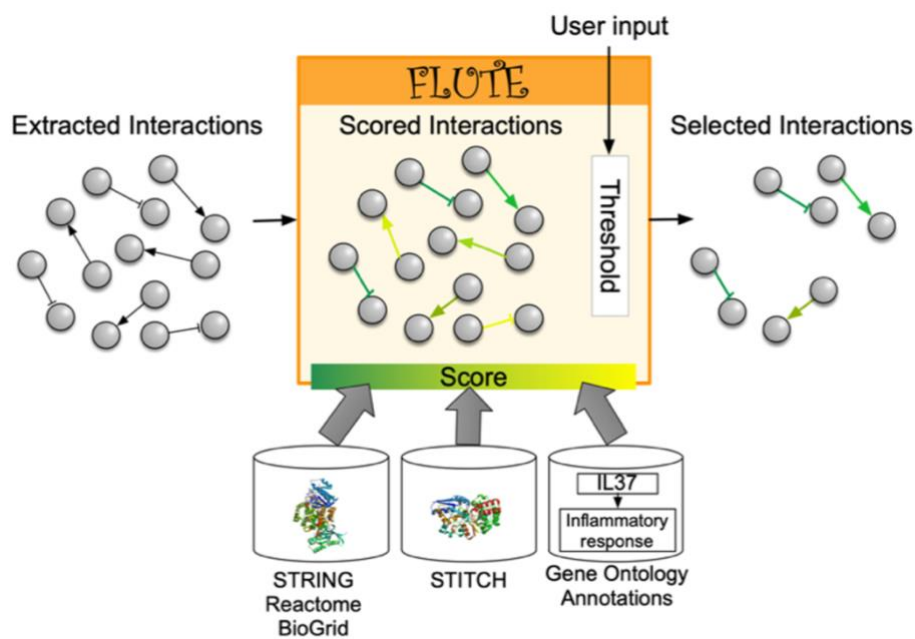 User input
FLUTE
Extracted Interactions
Scored Interactions
Selected Interactions
Threshold
Score
IL37
Inflammatory
response
STRING
Reactome
BioGrid
STITCH
Gene Ontology
Annotations